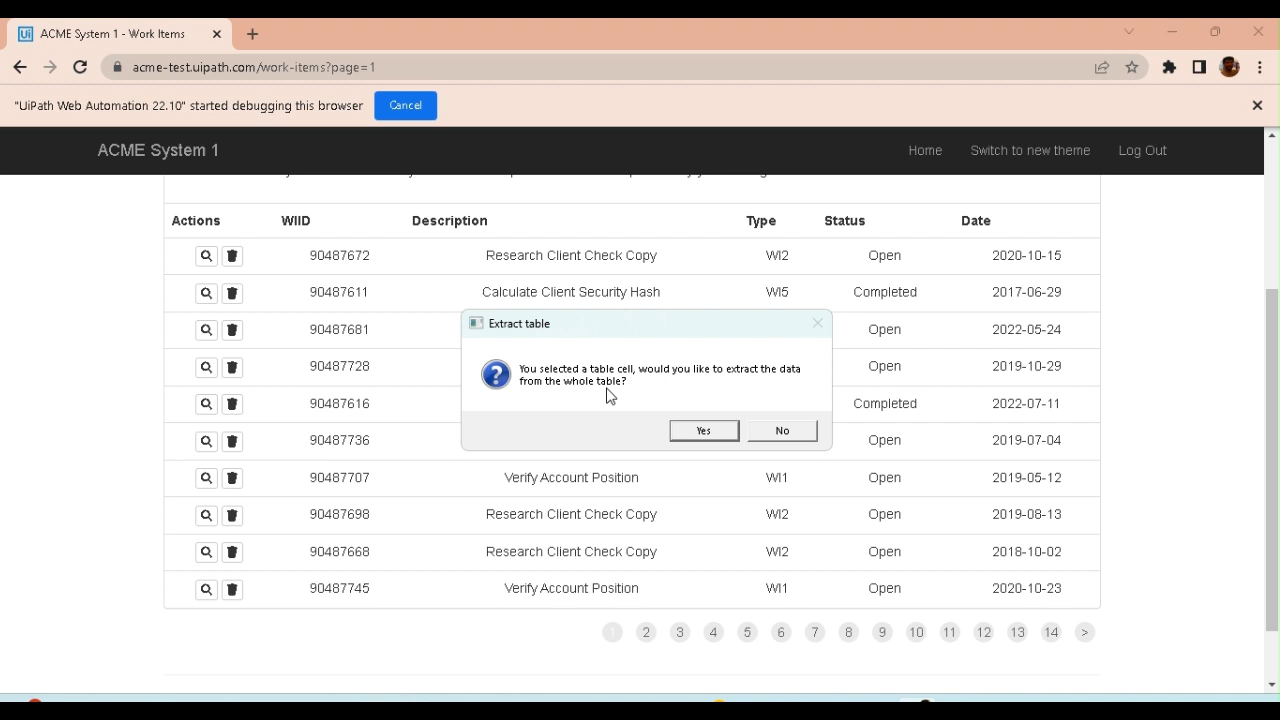 ACME System 1 - Work Items
acme-test.uipath.com/work-items?page=1
"UiPath Web Automation 22.10" started debugging this browser Cancel
ACME System 1 Home Switch to new theme Log Out
Actions WIID Description Type Status Date
90487672 Research Client Check Copy WI2 Open 2020-10-15
90487611 Calculate Client Security Hash WI5 Completed 2017-06-29
90487681 Open 2022-05-24
90487728 Open 2019-10-29
90487616 Completed 2022-07-11
90487736 Open 2019-07-04
Extract table
You selected a table cell, would you like to extract the data
from the whole table?
Yes No
90487707 Verify Account Position WI1 Open 2019-05-12
90487698 Research Client Check Copy WI2 Open 2019-08-13
90487668 Research Client Check Copy WI2 Open 2018-10-02
90487745 Verify Account Position WI1 Open 2020-10-23
1 2 3 4 5 6 7 8 9 10 11 12 13 14 >